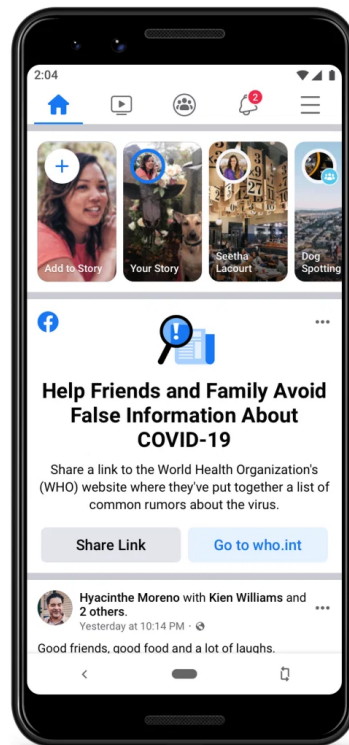 2:04
2
Add to Story
Your Story
Seetha
Lacourt
Dog
Spotting
Help Friends and Family Avoid
False Information About
COVID-19
Share a link to the World Health Organization's
(WHO) website where they've put together a list of
common rumors about the virus.
Share Link
Go to who.int
Hyacinthe Moreno with Kien Williams and
2 others.
Yesterday at 10:14 PM ·
Good friends, good food and a lot of laughs.